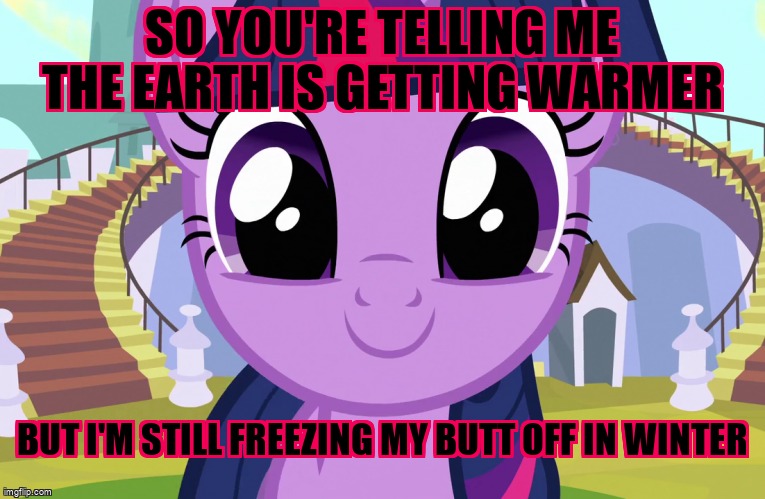 SO YOU'RE TELLING ME
THE EARTH IS GETTING WARMER
BUT I'M STILL FREEZING MY BUTT OFF IN WINTER
imgflip.com